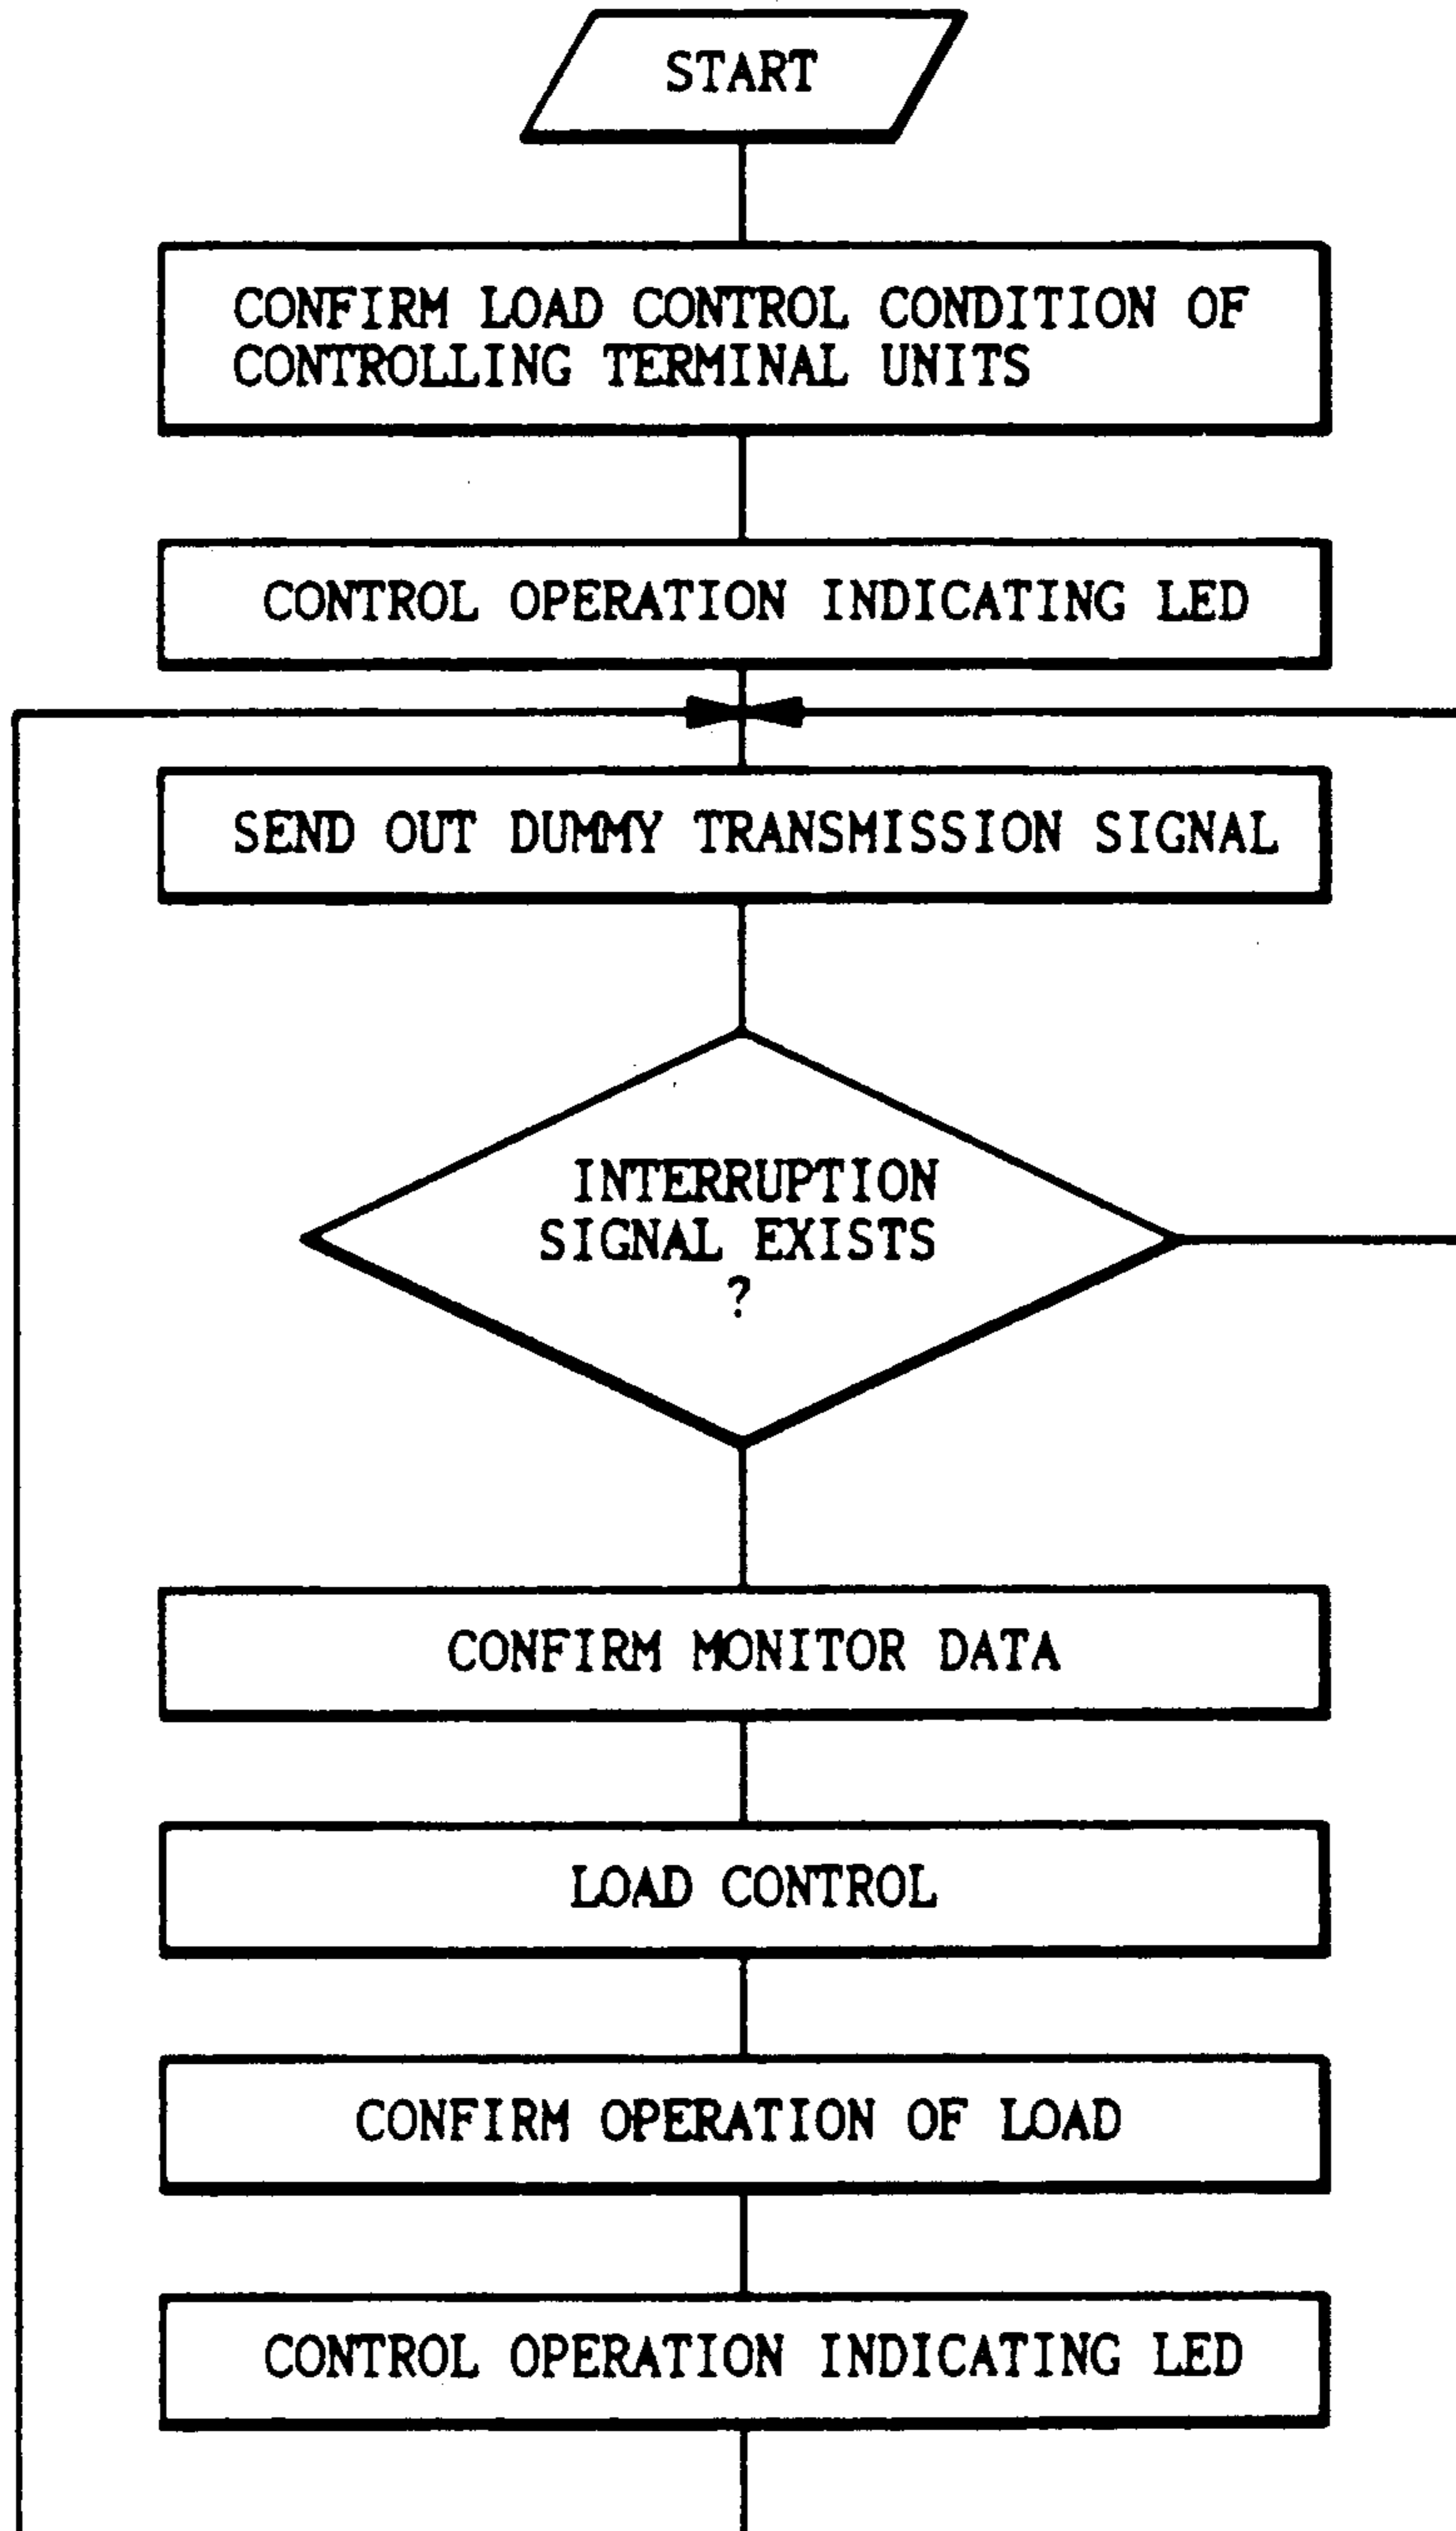 START
CONFIRM LOAD CONTROL CONDITION OF
CONTROLLING TERMINAL UNITS
CONTROL OPERATION INDICATING LED
SEND OUT DUMMY TRANSMISSION SIGNAL
INTERRUPTION
SIGNAL EXISTS
?
CONFIRM MONITOR DATA
LOAD CONTROL
CONFIRM OPERATION OF LOAD
CONTROL OPERATION INDICATING LED